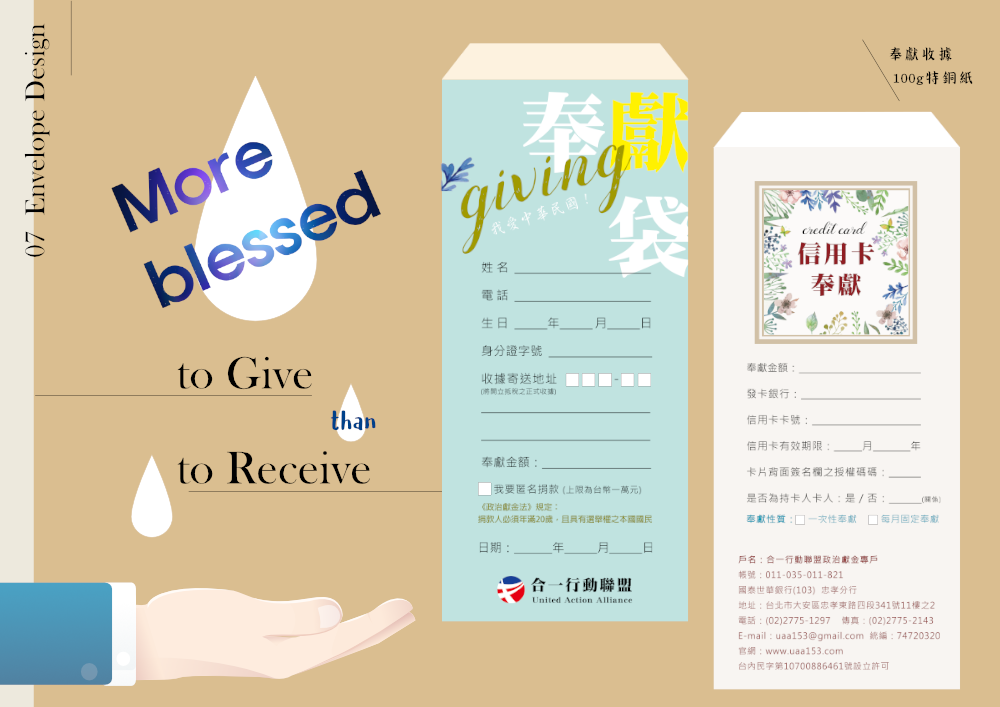 07 Envelope Design
More
blessed
to Give
than
to Receive
奉獻
giving
袋
我愛中華民國！
姓名
電話
生日 年 月 日
身分證字號
收據寄送地址 -
(將開立抵稅之正式收據)
奉獻金額：
我要匿名捐款 (上限為台幣一萬元)
《政治獻金法》規定：
捐款人必須年滿20歲，且具有選舉權之本國國民
日期： 年 月 日
合一行動聯盟
United Action Alliance
奉獻收據
100g特銅紙
credit card
信用卡
奉獻
奉獻金額：
發卡銀行：
信用卡卡號：
信用卡有效期限： 月 年
卡片背面簽名欄之授權碼碼：
是否為持卡人卡人：是 / 否： (關係)
奉獻性質： 一次性奉獻 每月固定奉獻
戶名：合一行動聯盟政治獻金專戶
帳號：011-035-011-821
國泰世華銀行(103) 忠孝分行
地址：台北市大安區忠孝東路四段341號11樓之2
電話：(02)2775-1297 傳真：(02)2775-2143
E-mail：uaa153@gmail.com 統編：74720320
官網：www.uaa153.com
台內民字第10700886461號設立許可